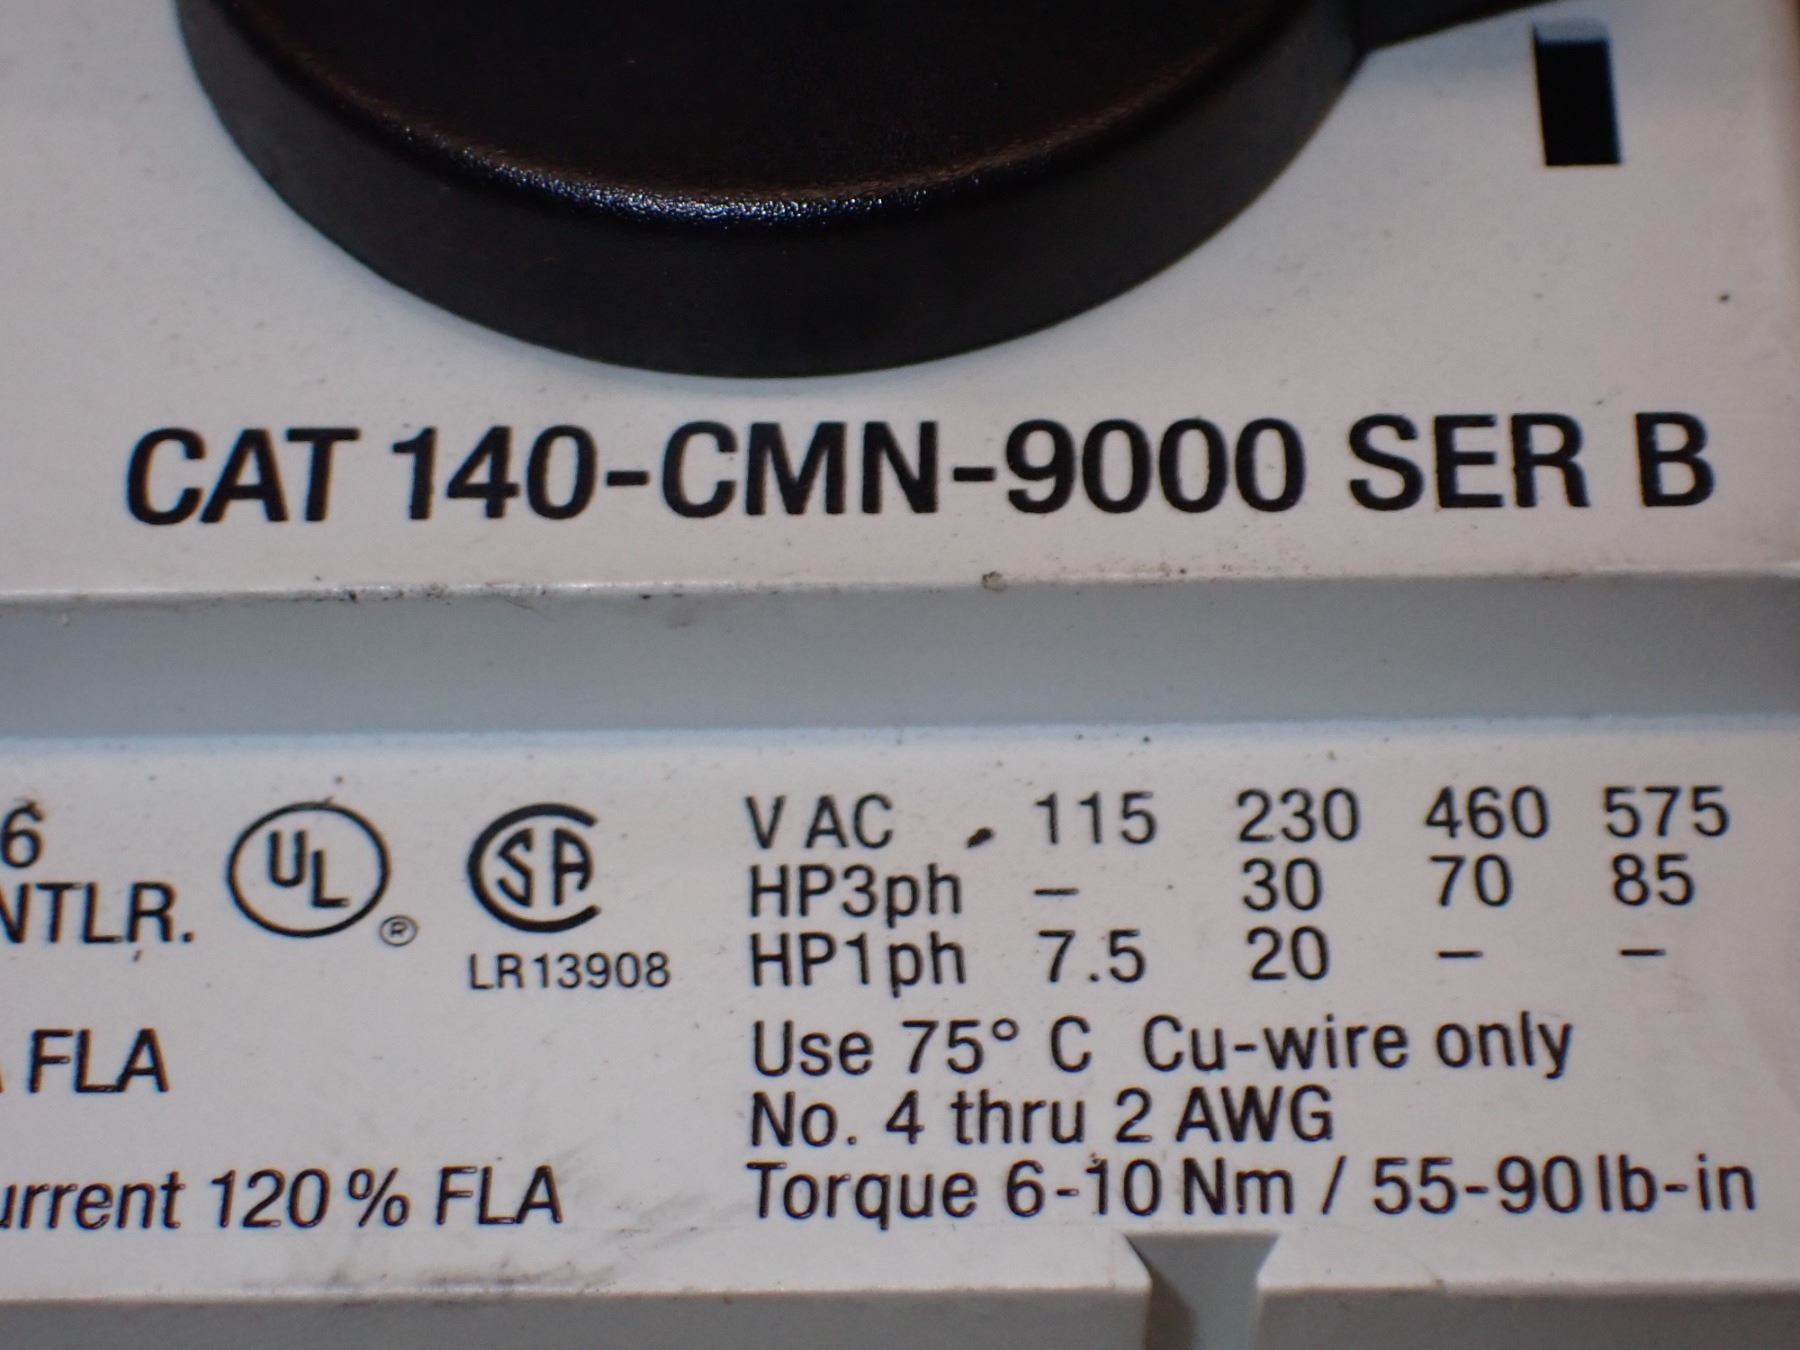 CAT 140-CMN-9000 SER B
6
NTLR.
UL ®
SA
LR13908
FLA
urrent 120% FLA
V AC 115 230 460 575
HP3ph – 30 70 85
HP1ph 7.5 20 – –
Use 75° C Cu-wire only
No. 4 thru 2 AWG
Torque 6-10 Nm / 55-90 lb-in